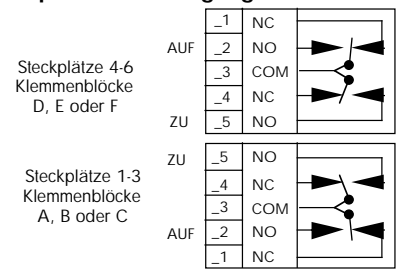 _1 NC
AUF _2 NO
_3 COM
_4 NC
ZU _5 NO
Steckplätze 4-6
Klemmenblöcke
D, E oder F
ZU _5 NO
_4 NC
_3 COM
AUF _2 NO
_1 NC
Steckplätze 1-3
Klemmenblöcke
A, B oder C